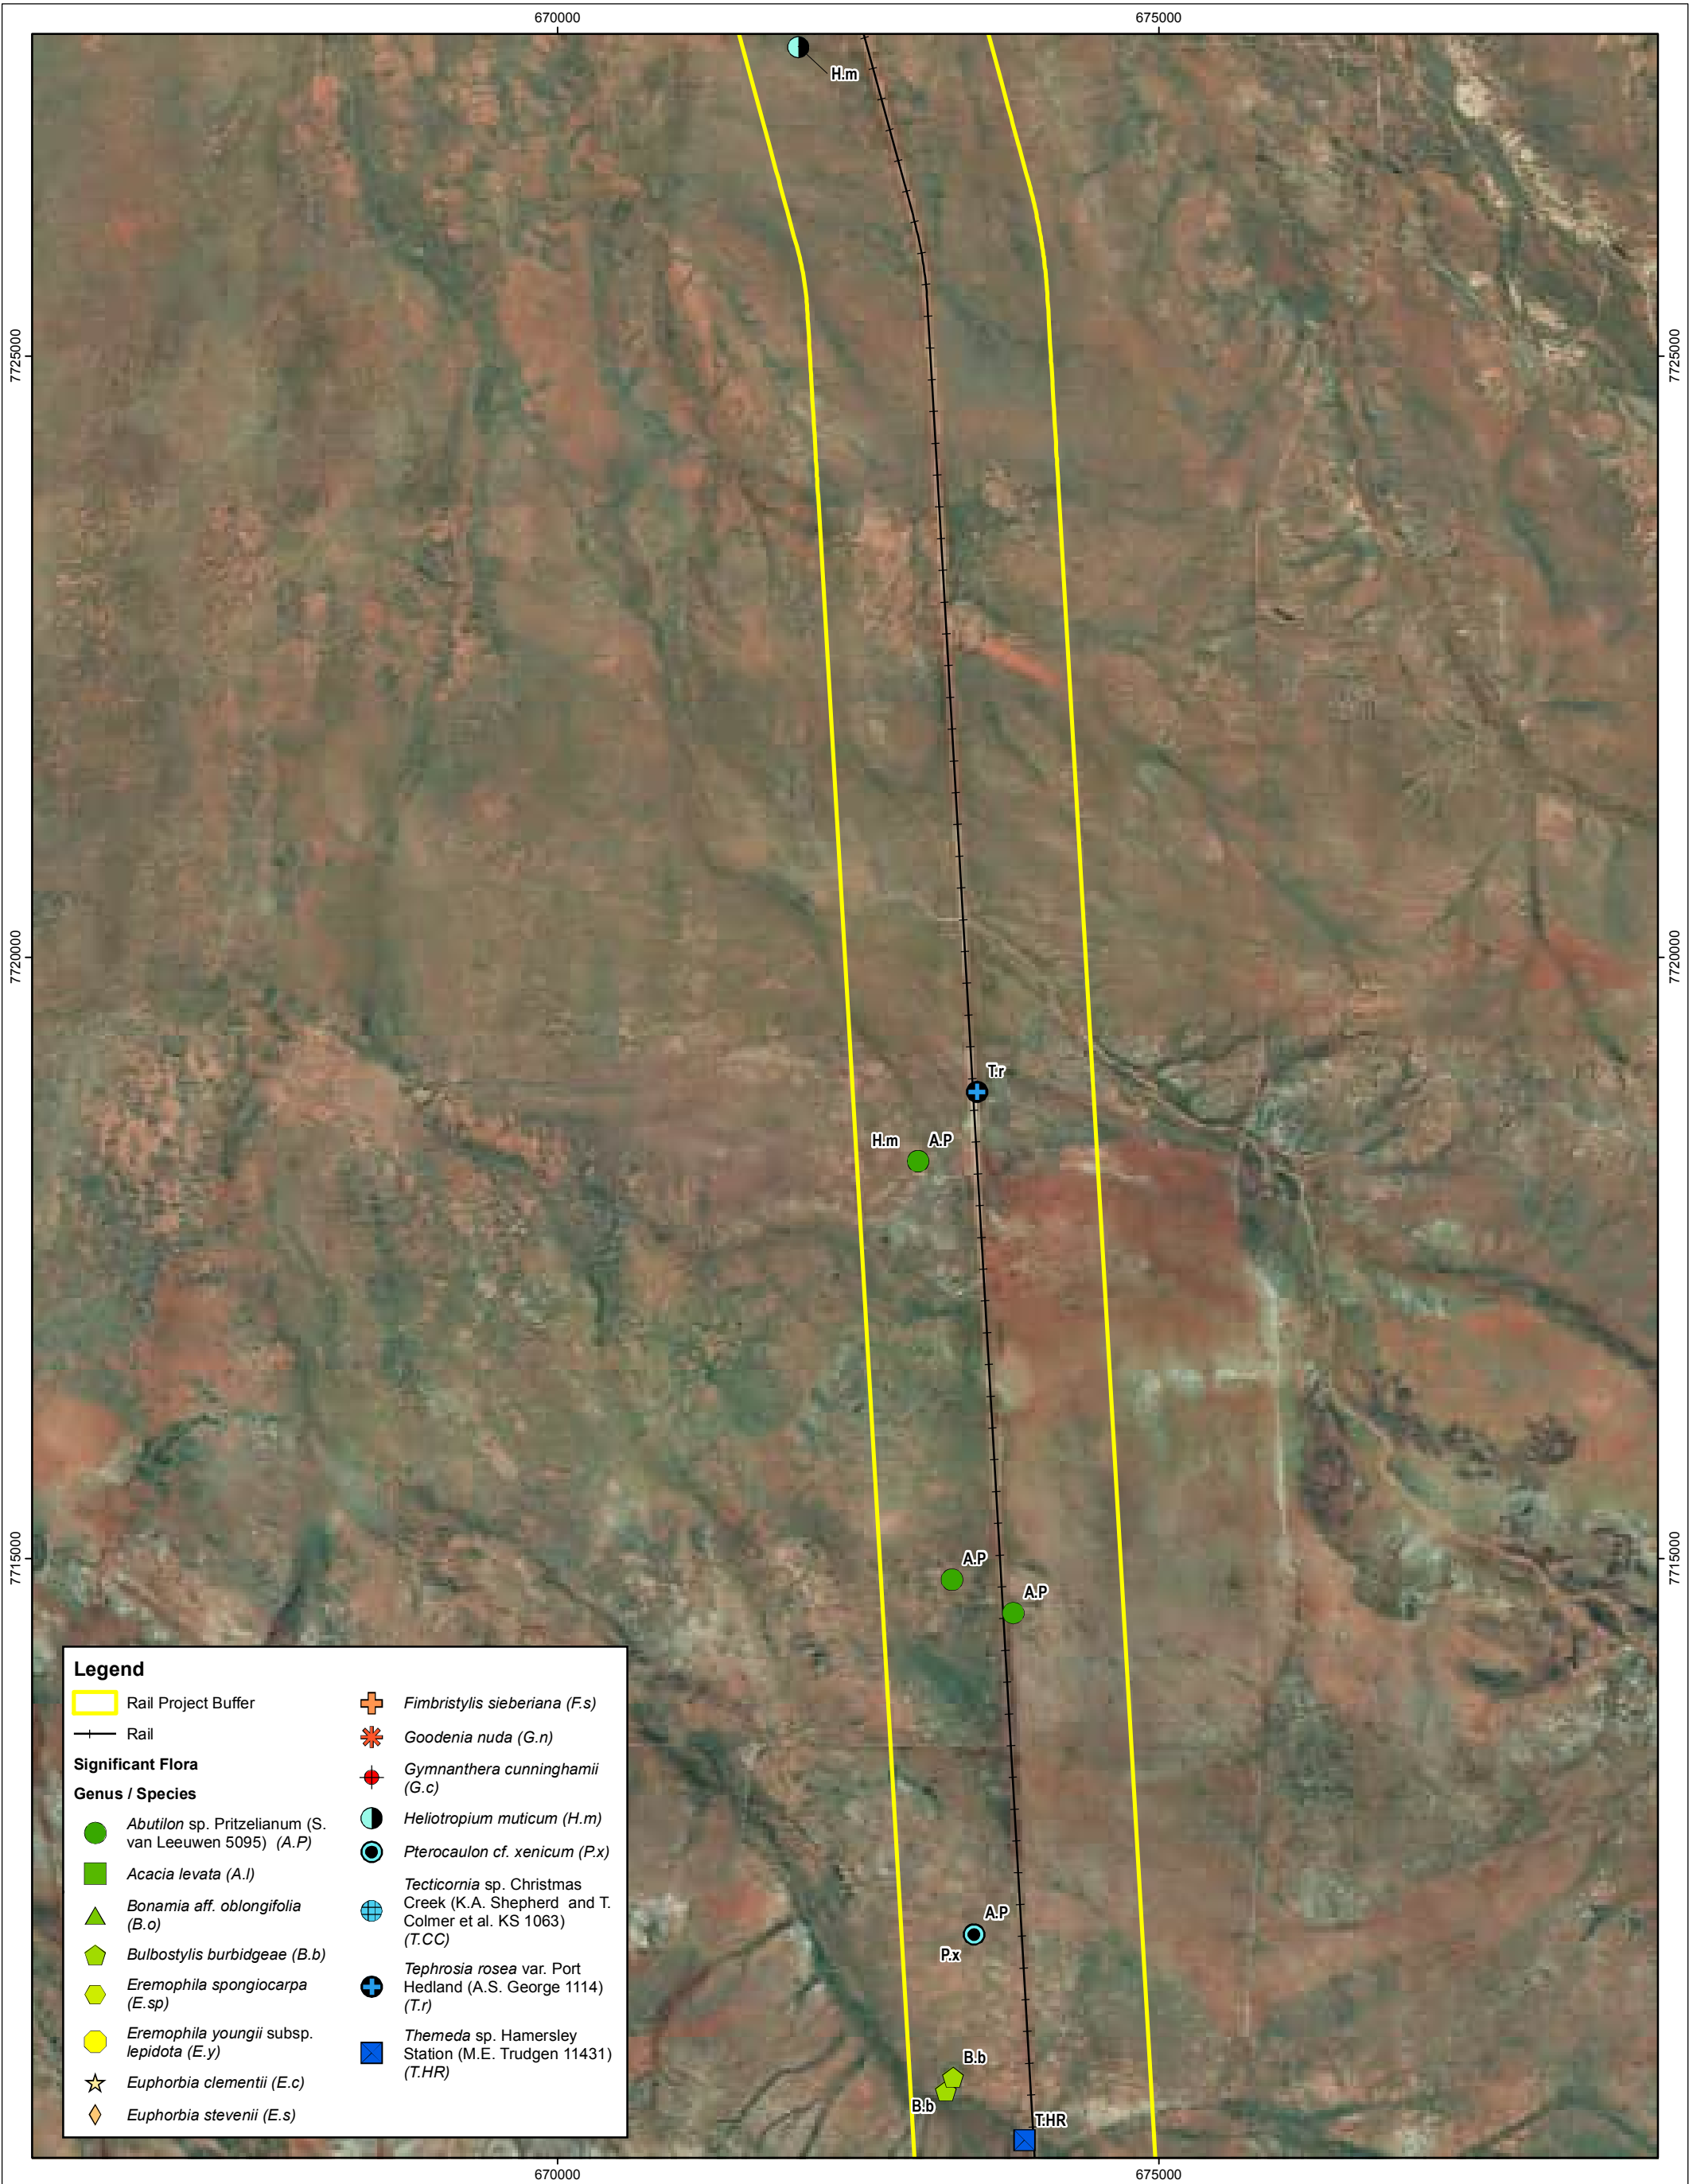 670000
675000
H.m
7725000
7725000
7720000
7720000
T.r
H.m
A.P
7715000
7715000
A.P
A.P
A.P
P.x
B.b
B.b
T.HR
Legend
Rail Project Buffer
Rail
Significant Flora
Genus / Species
Abutilon sp. Pritzelianum (S.
van Leeuwen 5095) (A.P)
Acacia levata (A.l)
Bonamia aff. oblongifolia
(B.o)
Bulbostylis burbidgeae (B.b)
Eremophila spongiocarpa
(E.sp)
Eremophila youngii subsp.
lepidota (E.y)
Euphorbia clementii (E.c)
Euphorbia stevenii (E.s)
Fimbristylis sieberiana (F.s)
Goodenia nuda (G.n)
Gymnanthera cunninghamii
(G.c)
Heliotropium muticum (H.m)
Pterocaulon cf. xenicum (P.x)
Tecticornia sp. Christmas
Creek (K.A. Shepherd and T.
Colmer et al. KS 1063)
(T.CC)
Tephrosia rosea var. Port
Hedland (A.S. George 1114)
(T.r)
Themeda sp. Hamersley
Station (M.E. Trudgen 11431)
(T.HR)
670000
675000